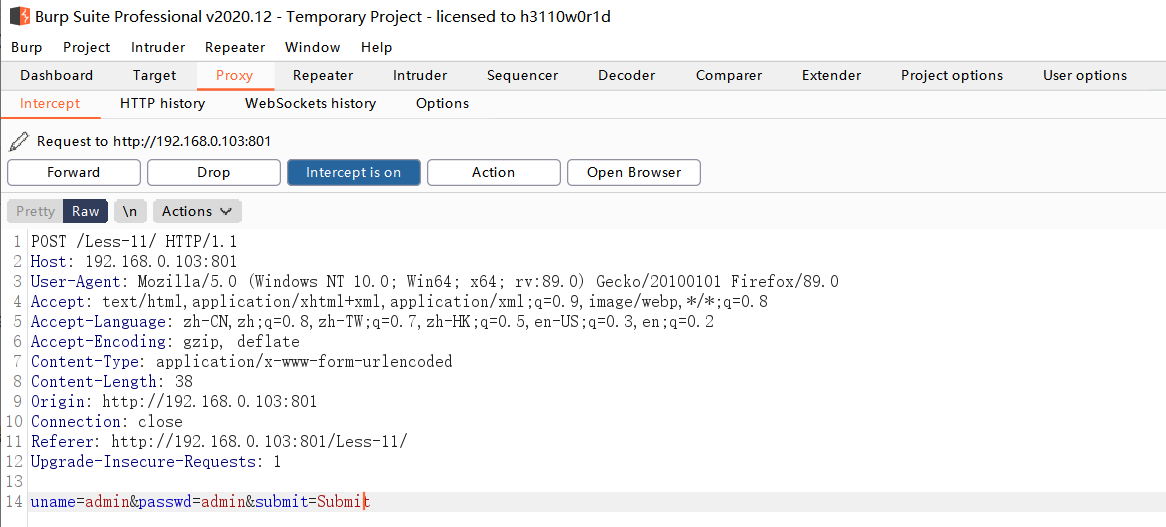 Burp Suite Professional v2020.12 - Temporary Project - licensed to h3110w0r1d
Burp Project Intruder Repeater Window Help
Dashboard Target Proxy Repeater Intruder Sequencer Decoder Comparer Extender Project options User options
Intercept HTTP history WebSockets history Options
Request to http://192.168.0.103:801
Forward Drop Intercept is on Action Open Browser
Pretty Raw \n Actions
1 POST /Less-11/ HTTP/1.1
2 Host: 192.168.0.103:801
3 User-Agent: Mozilla/5.0 (Windows NT 10.0; Win64; x64; rv:89.0) Gecko/20100101 Firefox/89.0
4 Accept: text/html,application/xhtml+xml,application/xml;q=0.9,image/webp,*/*;q=0.8
5 Accept-Language: zh-CN,zh;q=0.8,zh-TW;q=0.7,zh-HK;q=0.5,en-US;q=0.3,en;q=0.2
6 Accept-Encoding: gzip, deflate
7 Content-Type: application/x-www-form-urlencoded
8 Content-Length: 38
9 Origin: http://192.168.0.103:801
10 Connection: close
11 Referer: http://192.168.0.103:801/Less-11/
12 Upgrade-Insecure-Requests: 1
13
14 uname=admin&passwd=admin&submit=Submit